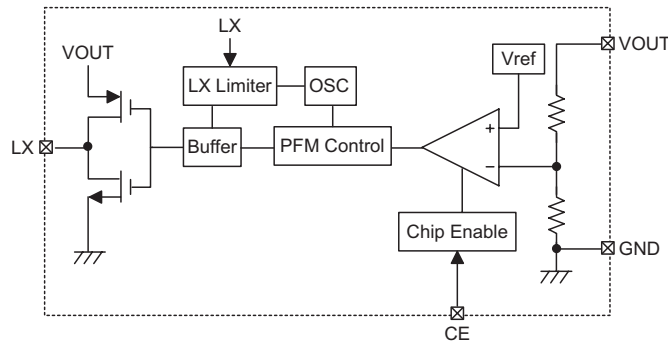 LX
VOUT
VOUT
Vref
LX Limiter
OSC
+
LX
Buffer
PFM Control
−
Chip Enable
GND
CE